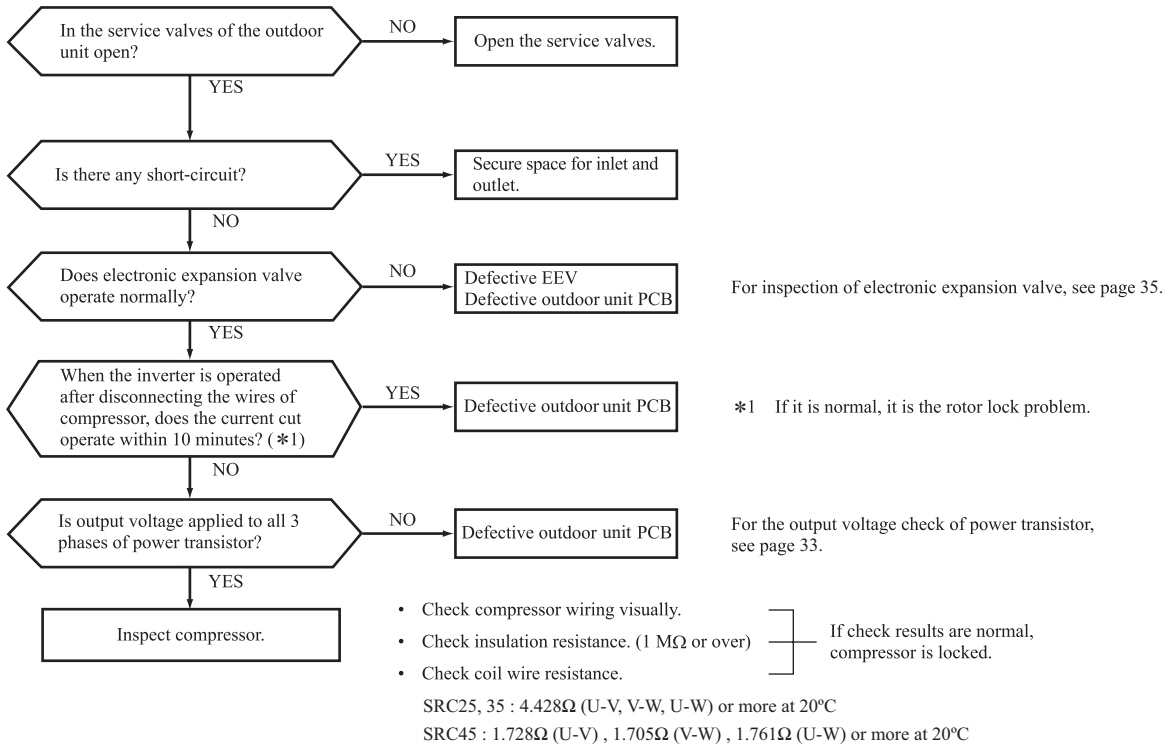 In the service valves of the outdoor
unit open?
NO
Open the service valves.
YES
Is there any short-circuit?
YES
Secure space for inlet and
outlet.
NO
Does electronic expansion valve
operate normally?
NO
Defective EEV
Defective outdoor unit PCB
For inspection of electronic expansion valve, see page 35.
YES
When the inverter is operated
after disconnecting the wires of
compressor, does the current cut
operate within 10 minutes? (∗1)
YES
Defective outdoor unit PCB
∗1 If it is normal, it is the rotor lock problem.
NO
Is output voltage applied to all 3
phases of power transistor?
NO
Defective outdoor unit PCB
For the output voltage check of power transistor,
see page 33.
YES
Inspect compressor.
• Check compressor wiring visually.
• Check insulation resistance. (1 MΩ or over)
• Check coil wire resistance.
If check results are normal,
compressor is locked.
SRC25, 35 : 4.428Ω (U-V, V-W, U-W) or more at 20ºC
SRC45 : 1.728Ω (U-V) , 1.705Ω (V-W) , 1.761Ω (U-W) or more at 20ºC